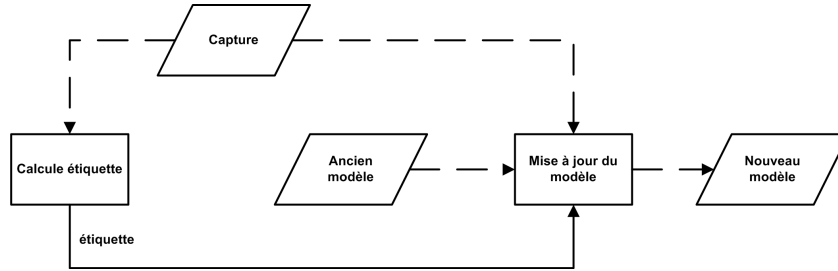 Capture
Calcule étiquette
Ancien
modèle
Mise à jour du
modèle
Nouveau
modèle
étiquette